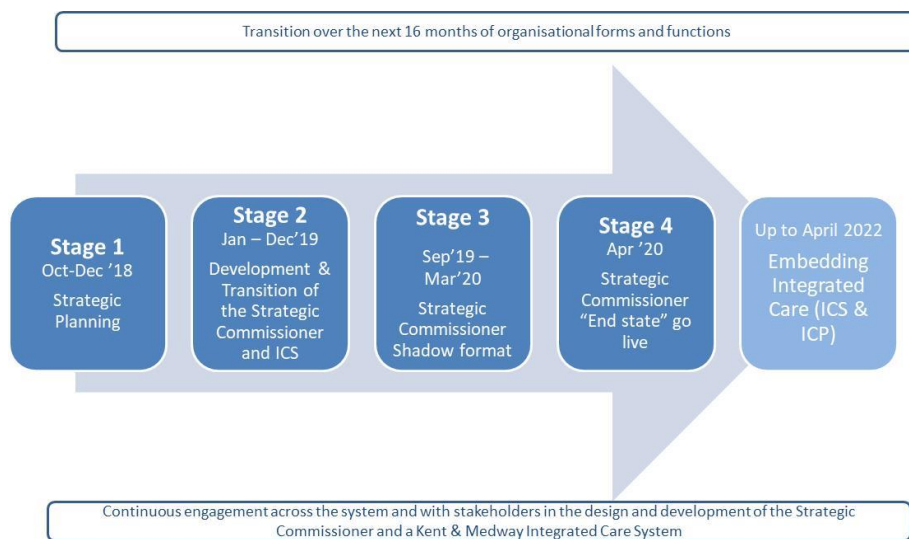 Transition over the next 16 months of organisational forms and functions
Stage 1
Oct-Dec ’18
Strategic
Planning
Stage 2
Jan – Dec’19
Development &
Transition of
the Strategic
Commissioner
and ICS
Stage 3
Sep’19 –
Mar’20
Strategic
Commissioner
Shadow format
Stage 4
Apr ’20
Strategic
Commissioner
“End state” go
live
Up to April 2022
Embedding
Integrated
Care (ICS &
ICP)
Continuous engagement across the system and with stakeholders in the design and development of the Strategic
Commissioner and a Kent & Medway Integrated Care System